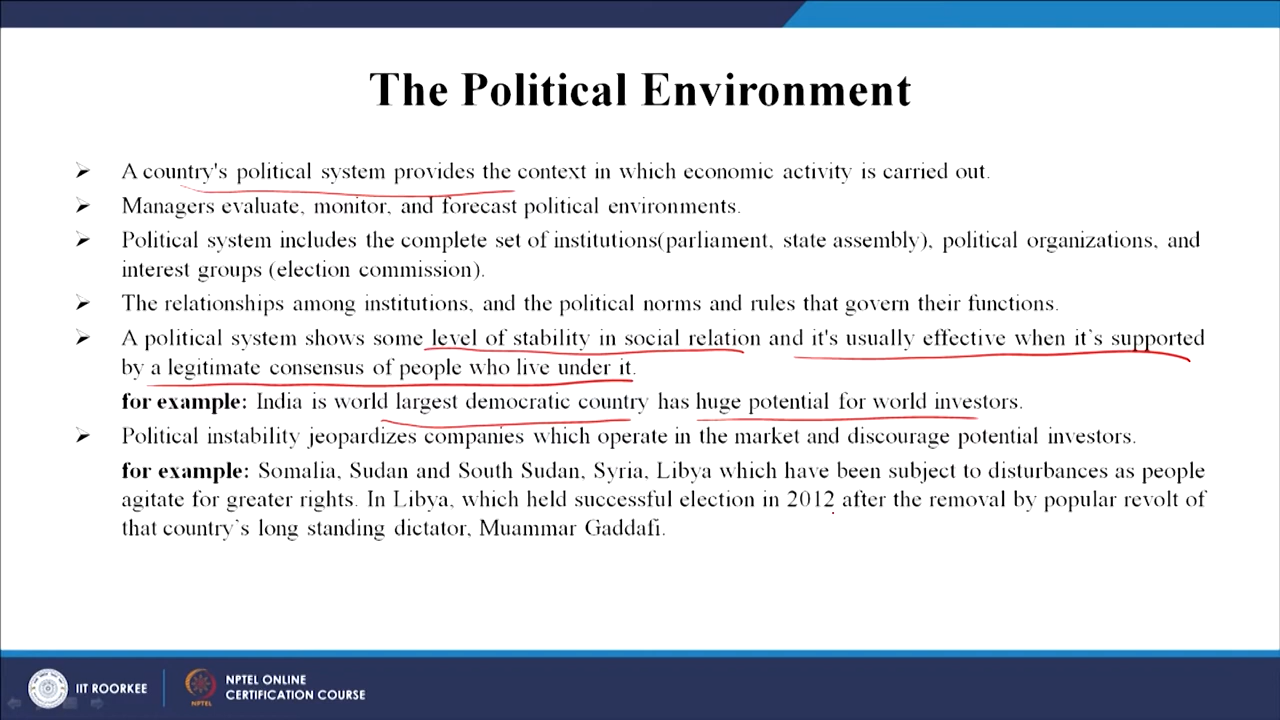 The Political Environment
➢ A country's political system provides the context in which economic activity is carried out.
➢ Managers evaluate, monitor, and forecast political environments.
➢ Political system includes the complete set of institutions(parliament, state assembly), political organizations, and
interest groups (election commission).
➢ The relationships among institutions, and the political norms and rules that govern their functions.
➢ A political system shows some level of stability in social relation and it's usually effective when it`s supported
by a legitimate consensus of people who live under it.
for example: India is world largest democratic country has huge potential for world investors.
➢ Political instability jeopardizes companies which operate in the market and discourage potential investors.
for example: Somalia, Sudan and South Sudan, Syria, Libya which have been subject to disturbances as people
agitate for greater rights. In Libya, which held successful election in 2012 after the removal by popular revolt of
that country`s long standing dictator, Muammar Gaddafi.
IIT ROORKEE
NPTEL
NPTEL ONLINE
CERTIFICATION COURSE